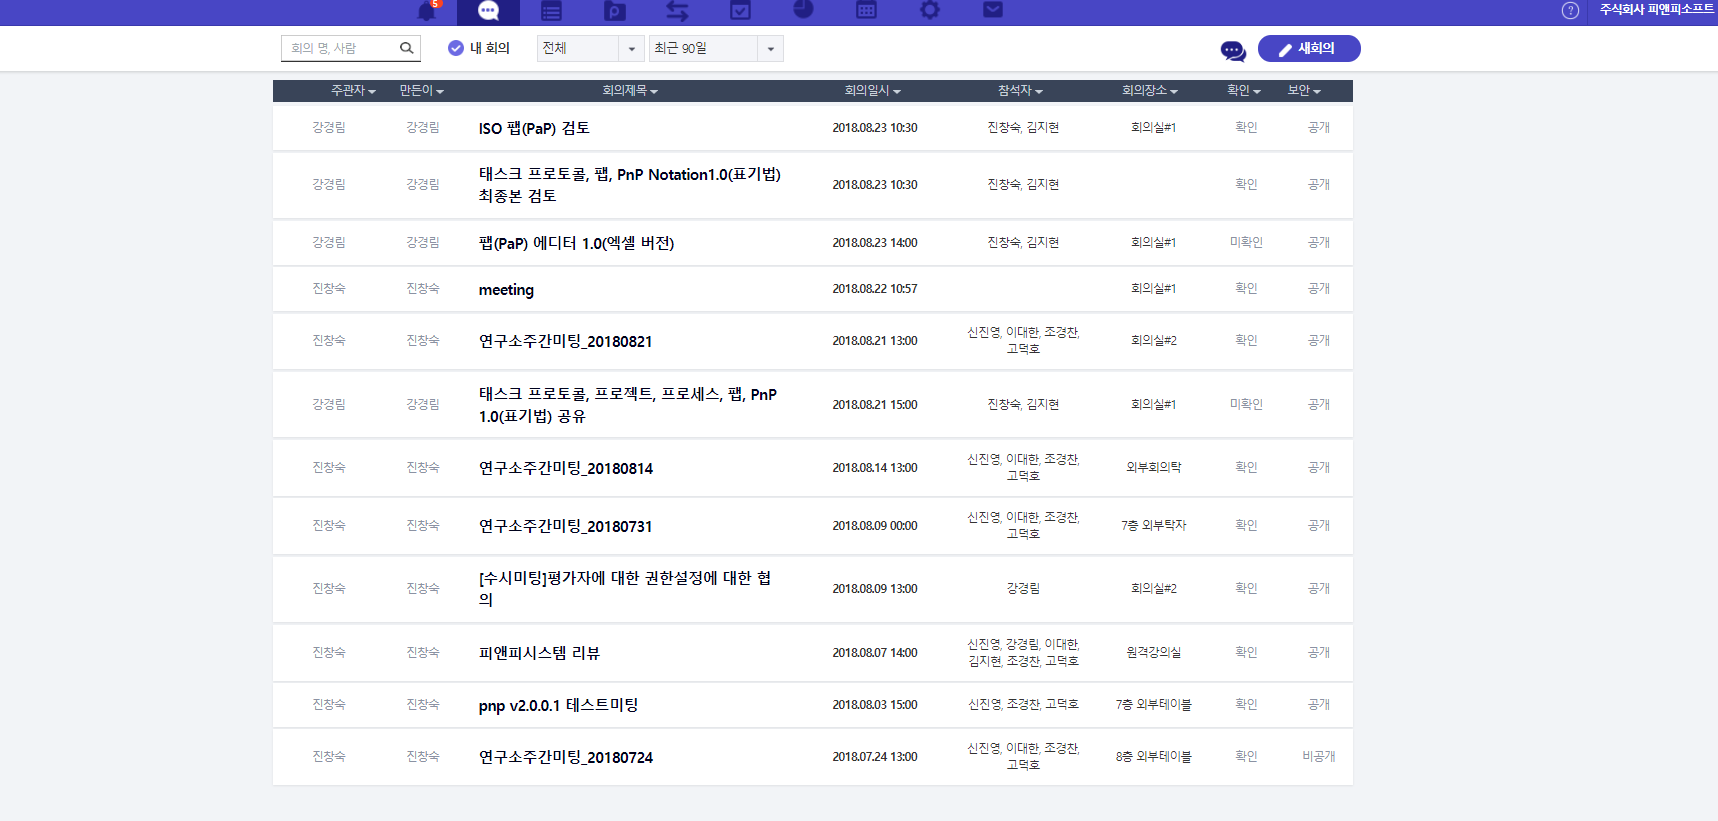 5
주식회사 피앤피소프트
회의 명, 사람
내 회의
전체
최근 90일
새회의
주관자 만든이 회의제목 회의일시 참석자 회의장소 확인 보안
강경림 강경림 ISO 팹(PaP) 검토 2018.08.23 10:30 진창숙, 김지현 회의실#1 확인 공개
태스크 프로토콜, 팹, PnP Notation1.0(표기법)
강경림 강경림 2018.08.23 10:30 진창숙, 김지현 확인 공개
최종본 검토
강경림 강경림 팹(PaP) 에디터 1.0(엑셀 버전) 2018.08.23 14:00 진창숙, 김지현 회의실#1 미확인 공개
진창숙 진창숙 meeting 2018.08.22 10:57 회의실#1 확인 공개
신진영, 이대한, 조경찬,
진창숙 진창숙 연구소주간미팅_20180821 2018.08.21 13:00 회의실#2 확인 공개
고덕호
태스크 프로토콜, 프로젝트, 프로세스, 팹, PnP
강경림 강경림 2018.08.21 15:00 진창숙, 김지현 회의실#1 미확인 공개
1.0(표기법) 공유
신진영, 이대한, 조경찬,
진창숙 진창숙 연구소주간미팅_20180814 2018.08.14 13:00 외부회의탁 확인 공개
고덕호
신진영, 이대한, 조경찬,
진창숙 진창숙 연구소주간미팅_20180731 2018.08.09 00:00 7층 외부탁자 확인 공개
고덕호
[수시미팅]평가자에 대한 권한설정에 대한 협
진창숙 진창숙 2018.08.09 13:00 강경림 회의실#2 확인 공개
의
신진영, 강경림, 이대한,
진창숙 진창숙 피앤피시스템 리뷰 2018.08.07 14:00 원격강의실 확인 공개
김지현, 조경찬, 고덕호
진창숙 진창숙 pnp v2.0.0.1 테스트미팅 2018.08.03 15:00 신진영, 조경찬, 고덕호 7층 외부테이블 확인 공개
신진영, 이대한, 조경찬,
진창숙 진창숙 연구소주간미팅_20180724 2018.07.24 13:00 8층 외부테이블 확인 비공개
고덕호